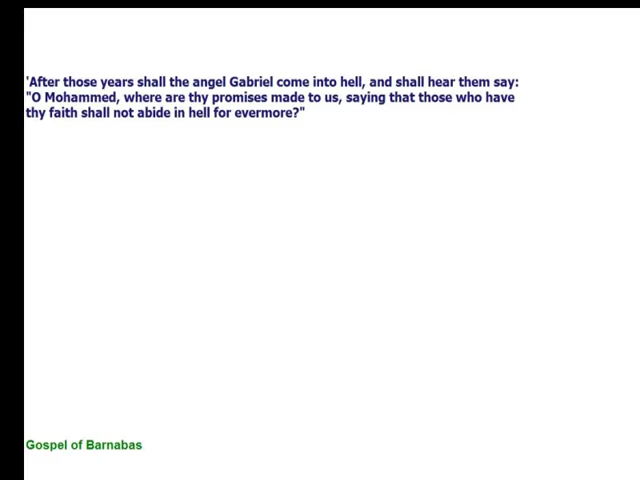 'After those years shall the angel Gabriel come into hell, and shall hear them say:
"O Mohammed, where are thy promises made to us, saying that those who have
thy faith shall not abide in hell for evermore?"
Gospel of Barnabas